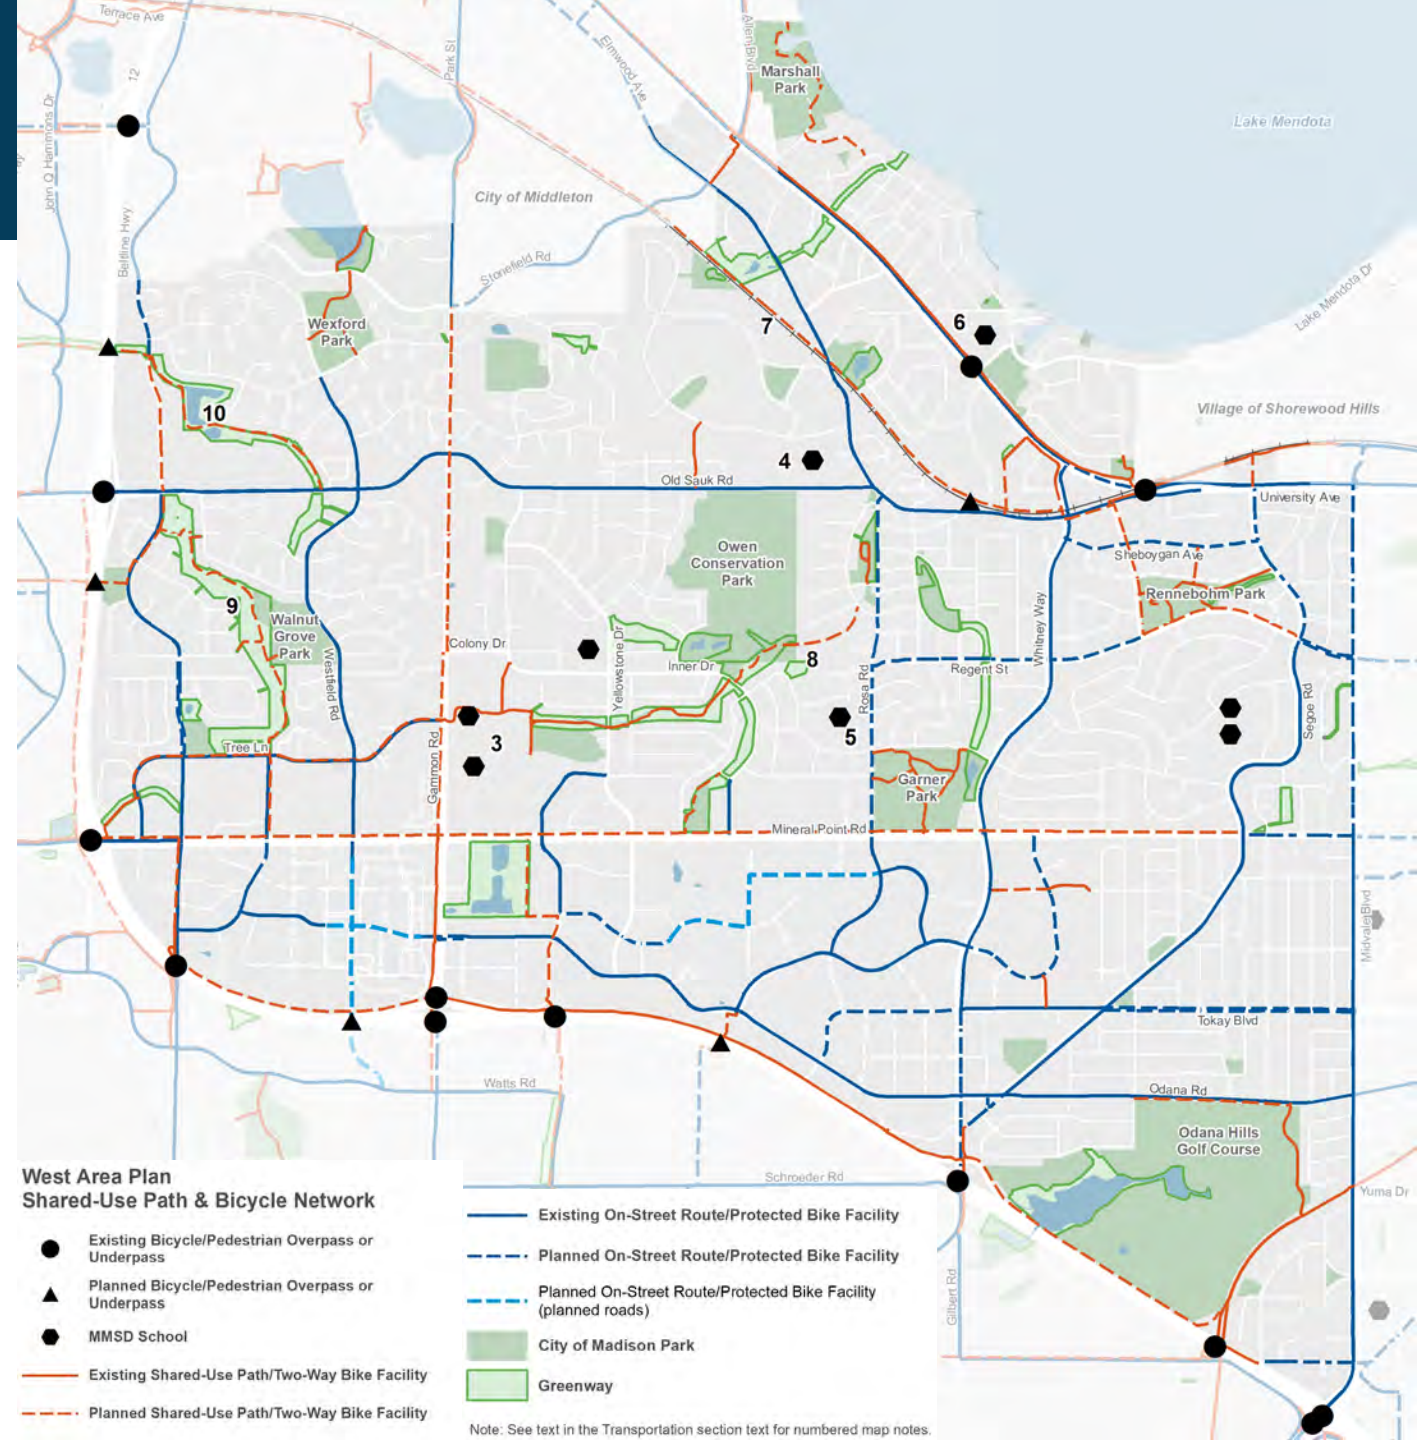 Terrace Ave
12
John Q Hammons Dr
Beltline Hwy
Park St
Elmwood Ave
Allen Blvd
Marshall
Park
Lake Mendota
City of Middleton
Stonefield Rd
Lake Mendota Dr
Wexford
Park
7
6
10
Village of Shorewood Hills
4
Old Sauk Rd
University Ave
Owen
Conservation
Park
Sheboygan Ave
Rennebohm Park
9
Walnut
Grove
Park
Westfield Rd
Colony Dr
Yellowstone Dr
Inner Dr
8
Rosa Rd
Regent St
Whitney Way
Segoe Rd
Tree Ln
Gammon Rd
3
5
Garner
Park
Mineral Point Rd
Midvale Blvd
Tokay Blvd
Watts Rd
Odana Rd
Odana Hills
Golf Course
Schroeder Rd
Yuma Dr
Gilbert Rd
West Area Plan
Shared-Use Path & Bicycle Network
Existing Bicycle/Pedestrian Overpass or
Underpass
Planned Bicycle/Pedestrian Overpass or
Underpass
MMSD School
Existing Shared-Use Path/Two-Way Bike Facility
Planned Shared-Use Path/Two-Way Bike Facility
Existing On-Street Route/Protected Bike Facility
Planned On-Street Route/Protected Bike Facility
Planned On-Street Route/Protected Bike Facility
(planned roads)
City of Madison Park
Greenway
Note: See text in the Transportation section text for numbered map notes.